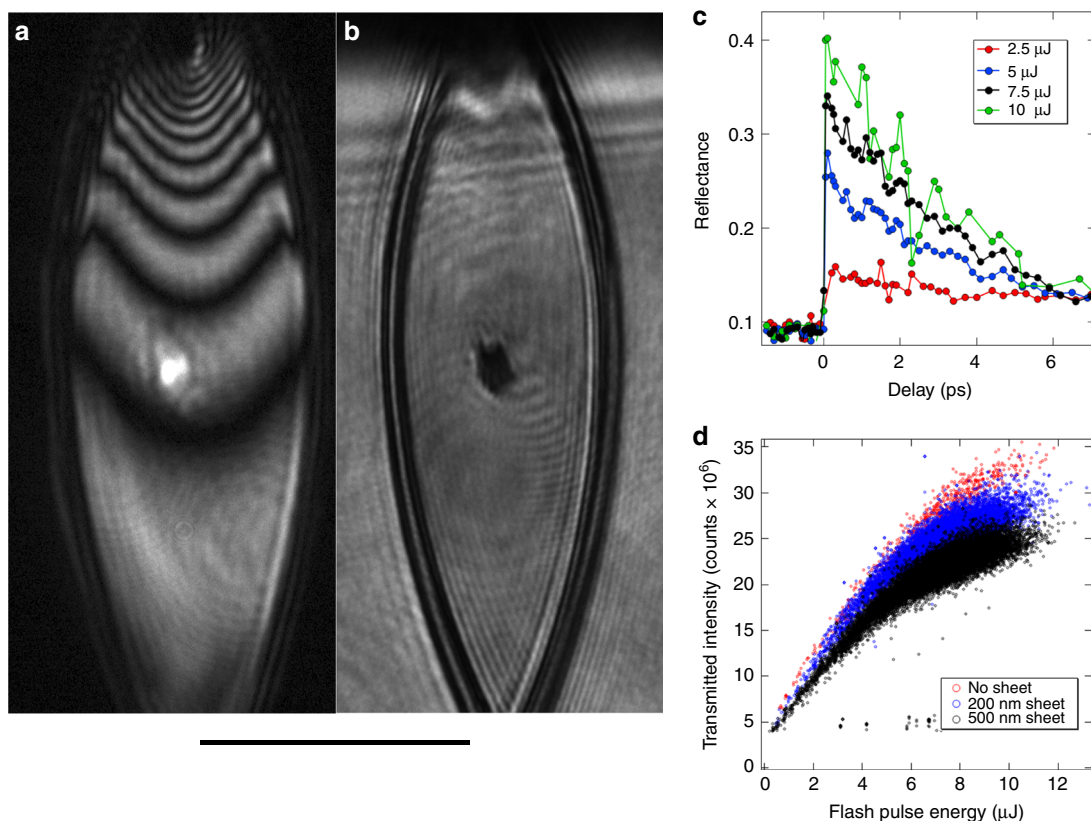 a
b
c
0.4
0.3
0.2
0.1
Reflectance
2.5 μJ
5 μJ
7.5 μJ
10 μJ
0
2
4
6
Delay (ps)
d
35
30
25
20
15
10
5
0
Transmitted intensity (counts × 10⁶)
No sheet
200 nm sheet
500 nm sheet
0
2
4
6
8
10
12
Flash pulse energy (μJ)